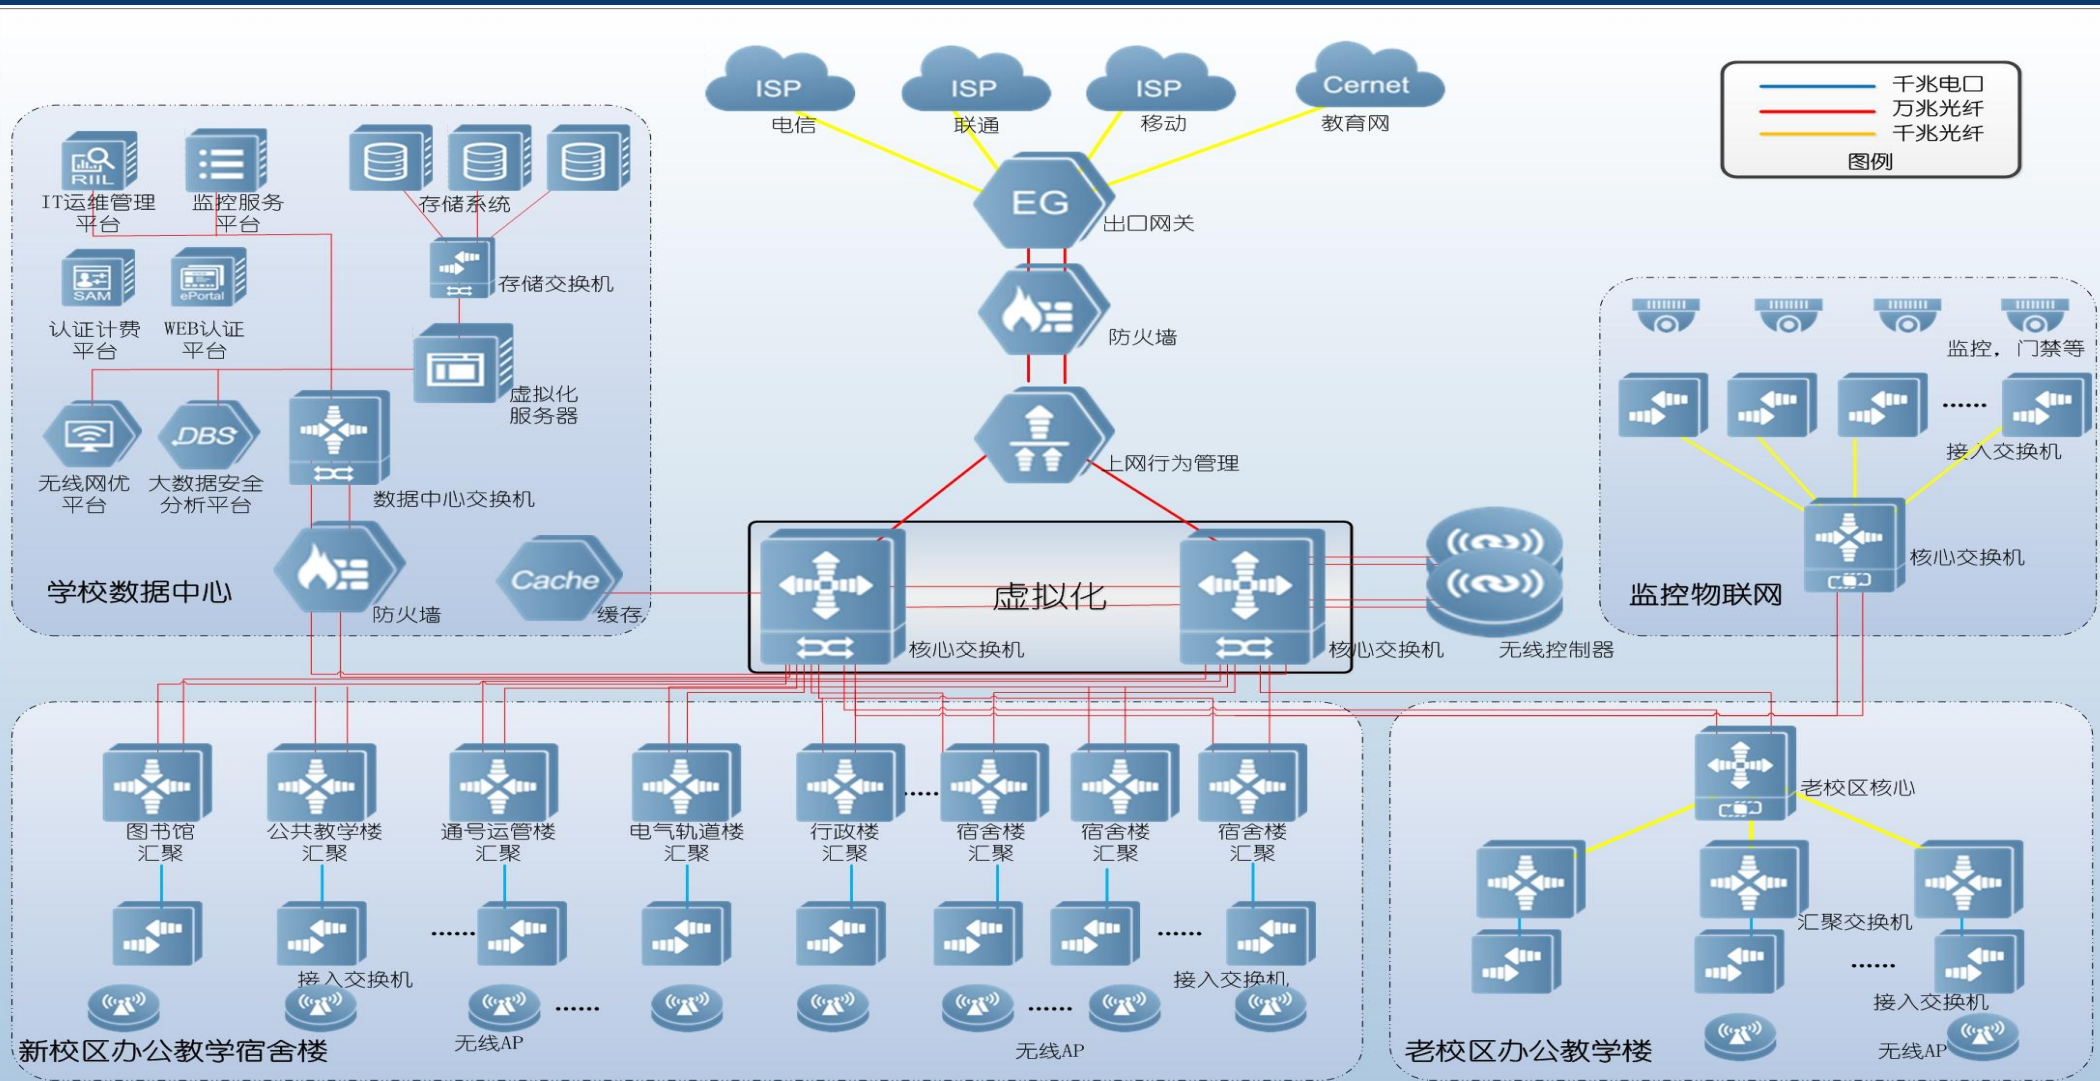 ISP
ISP
ISP
Cernet
电信
联通
移动
教育网
千兆电口
万兆光纤
千兆光纤
图例
RIIL
IT运维管理
平台
监控服务
平台
存储系统
EG
出口网关
存储交换机
SAM
ePortal
认证计费
平台
WEB认证
平台
防火墙
监控，门禁等
虚拟化
服务器
DBS
无线网优
平台
大数据安全
分析平台
数据中心交换机
上网行为管理
......
接入交换机
核心交换机
监控物联网
学校数据中心
防火墙
Cache
缓存
虚拟化
核心交换机
核心交换机
无线控制器
图书馆
汇聚
公共教学楼
汇聚
通号运管楼
汇聚
电气轨道楼
汇聚
行政楼
汇聚
......
宿舍楼
汇聚
宿舍楼
汇聚
宿舍楼
汇聚
老校区核心
......
......
接入交换机
接入交换机
汇聚交换机
......
接入交换机
......
......
无线AP
无线AP
无线AP
新校区办公教学宿舍楼
老校区办公教学楼